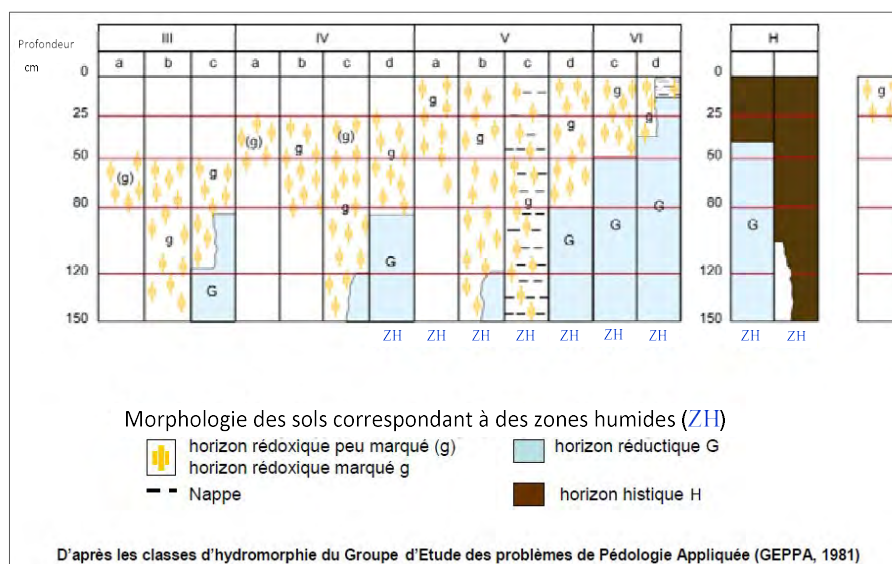 Profondeur
cm
III IV V VI H
a b c a b c d a b c d c d
0 0
g g g
25 25
(g) (g) g g g
g g g
50 60
(g) g
80 80
g g g
G G G G
G
120 120
G
150 150
ZH ZH ZH ZH ZH ZH ZH ZH ZH
Morphologie des sols correspondant à des zones humides (ZH)
horizon rédoxique peu marqué (g)
horizon rédoxique marqué g
horizon réductique G
Nappe
horizon histique H
D'après les classes d'hydromorphie du Groupe d'Etude des problèmes de Pédologie Appliquée (GEPPA, 1981)